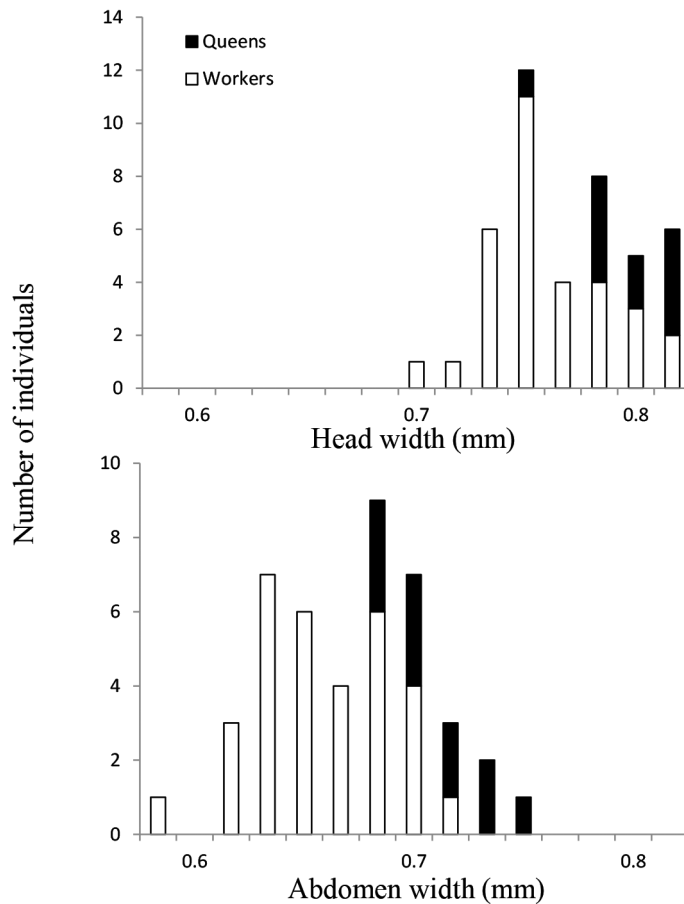 14
12
10
8
6
4
2
0
Queens
Workers
0.6 0.7 0.8
Head width (mm)
Number of individuals
10
8
6
4
2
0
0.6 0.7 0.8
Abdomen width (mm)